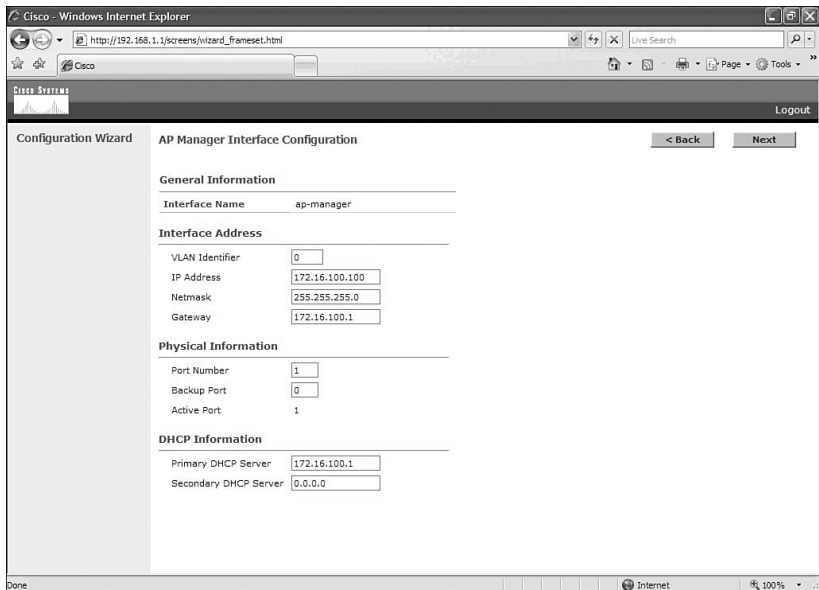 Cisco - Windows Internet Explorer
http://192.168.1.1/screens/wizard_frameset.html
Live Search
Cisco
Page
Tools
CISCO SYSTEMS
Logout
Configuration Wizard
AP Manager Interface Configuration
< Back
Next
General Information
Interface Name ap-manager
Interface Address
VLAN Identifier 0
IP Address 172.16.100.100
Netmask 255.255.255.0
Gateway 172.16.100.1
Physical Information
Port Number 1
Backup Port 0
Active Port 1
DHCP Information
Primary DHCP Server 172.16.100.1
Secondary DHCP Server 0.0.0.0
Done
Internet
100%